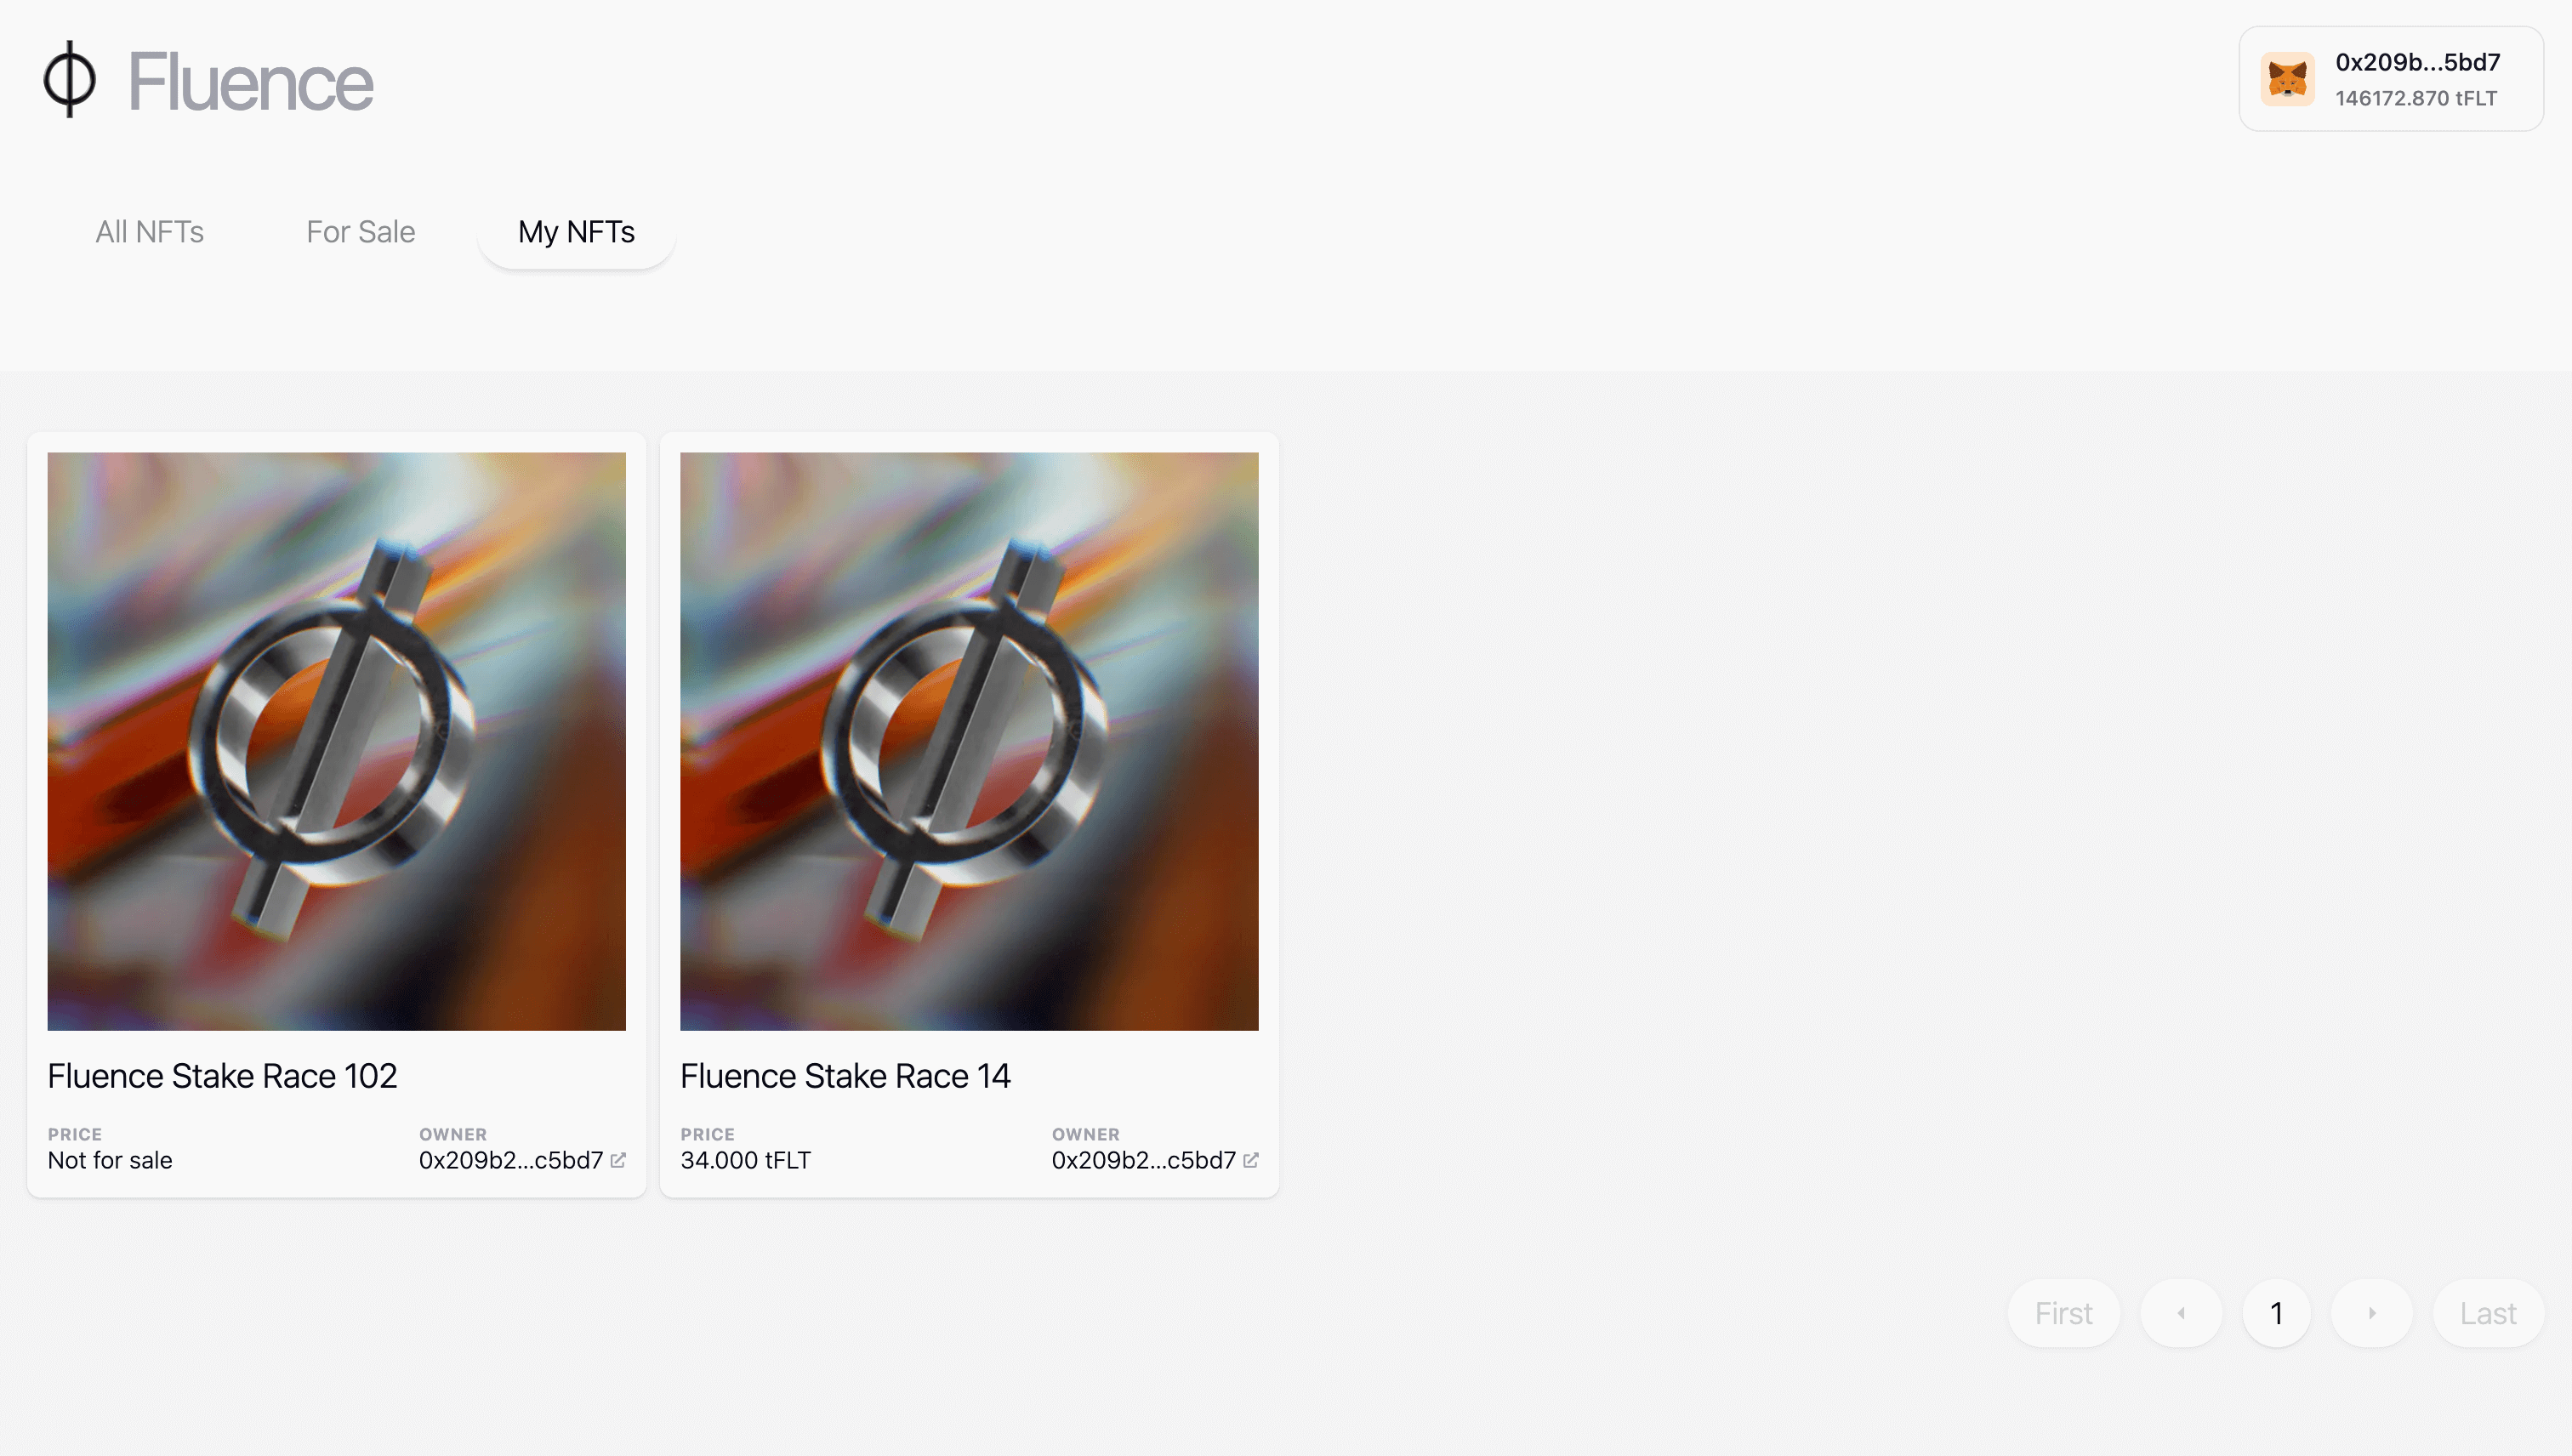 Fluence
0x209b...5bd7
146172.870 tFLT
All NFTs
For Sale
My NFTs
Fluence Stake Race 102
PRICE
OWNER
Not for sale
0x209b2...c5bd7
Fluence Stake Race 14
PRICE
OWNER
34.000 tFLT
0x209b2...c5bd7
First
1
Last